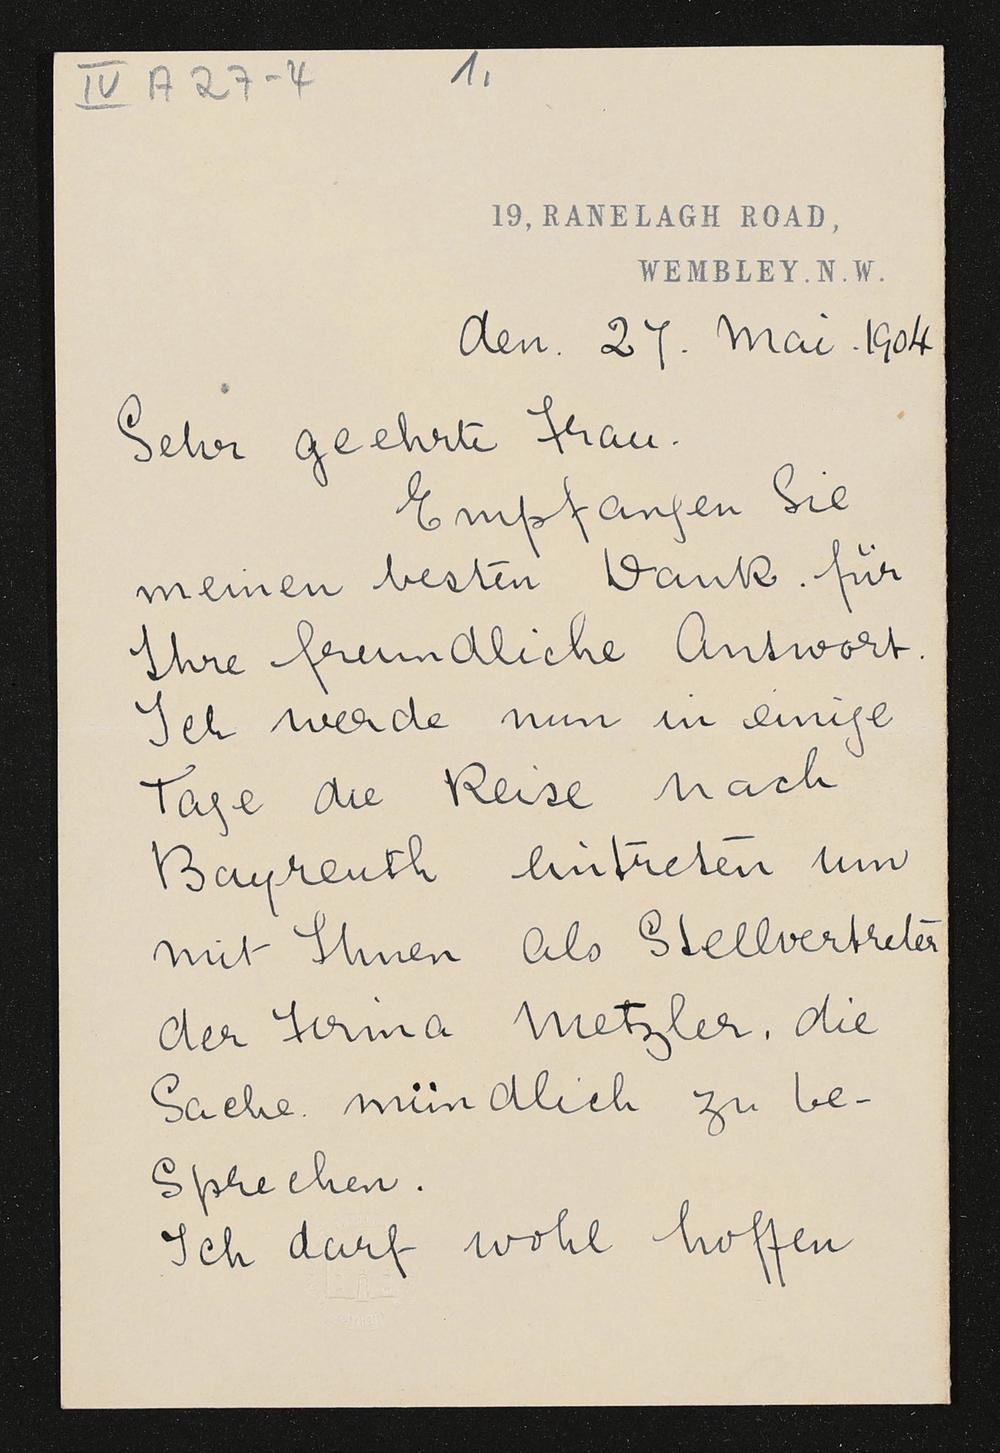 IV A 27-4
1.
19, RANELAGH ROAD,
WEMBLEY. N. W.
den. 27. Mai. 1904
Sehr geehrte Frau.
Empfangen Sie
meinen besten Dank. für
Ihre freundliche Antwort.
Ich werde nun in einige
Tage die Reise nach
Bayreuth antreten um
mit Ihnen als Stellvertreter
der Firma Metzler, die
Sache mündlich zu be-
sprechen.
Ich darf wohl hoffen